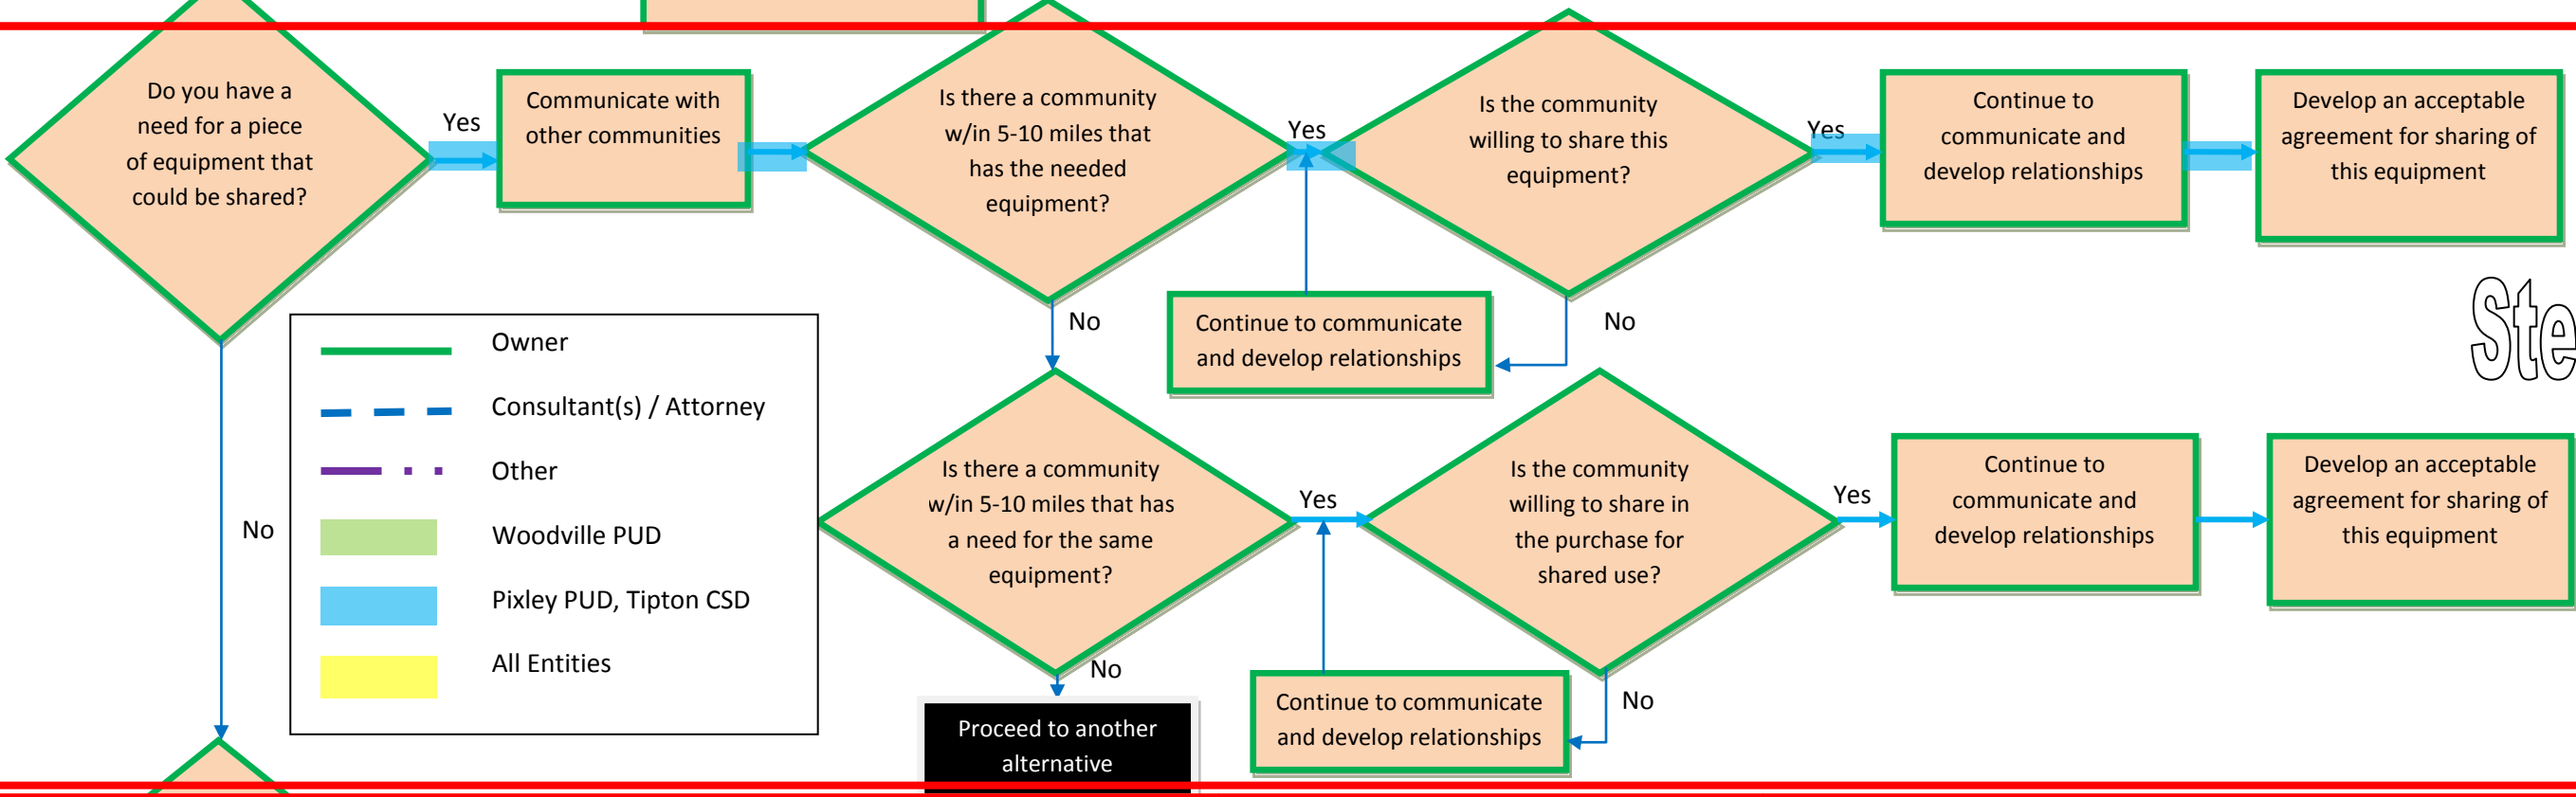 Do you have a
need for a piece
of equipment that
could be shared?
Yes
Communicate with
other communities
Is there a community
w/in 5-10 miles that
has the needed
equipment?
Yes
Is the community
willing to share this
equipment?
Yes
Continue to
communicate and
develop relationships
Develop an acceptable
agreement for sharing of
this equipment
No
Continue to communicate
and develop relationships
No
Ste
Owner
Consultant(s) / Attorney
Other
Woodville PUD
Pixley PUD, Tipton CSD
All Entities
No
Is there a community
w/in 5-10 miles that has
a need for the same
equipment?
Yes
Is the community
willing to share in
the purchase for
shared use?
Yes
Continue to
communicate and
develop relationships
Develop an acceptable
agreement for sharing of
this equipment
No
Proceed to another
alternative
Continue to communicate
and develop relationships
No